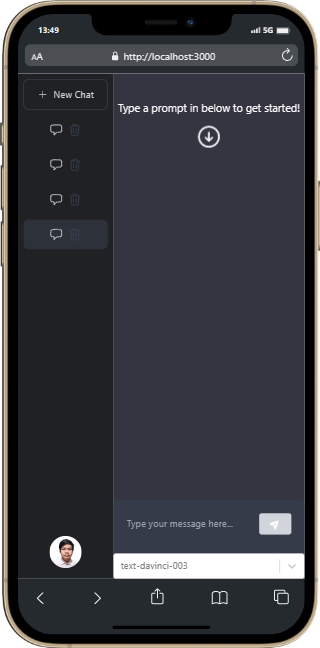 13:49
5G
AA
http://localhost:3000
New Chat
Type a prompt in below to get started!
Type your message here...
text-davinci-003